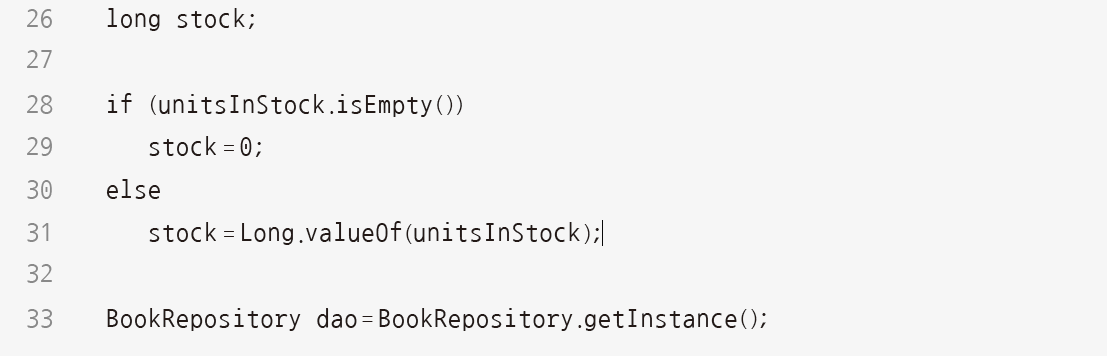 26 long stock;
27
28 if (unitsInStock.isEmpty())
29 stock=0;
30 else
31 stock=Long.valueOf(unitsInStock);
32
33 BookRepository dao=BookRepository.getInstance();